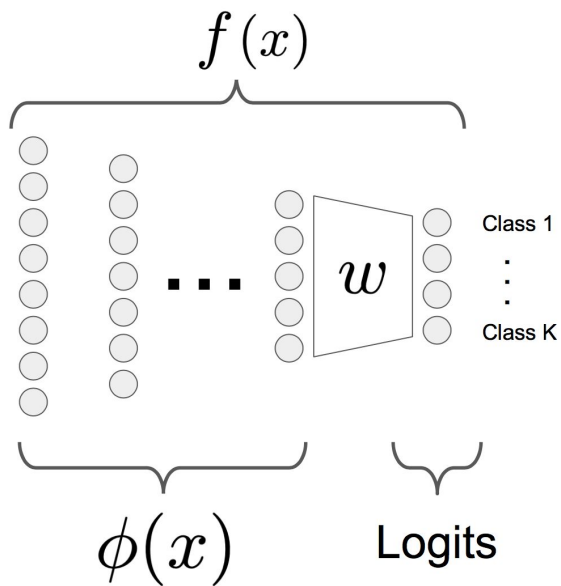 f(x)
w
Class 1
Class K
ϕ(x)
Logits